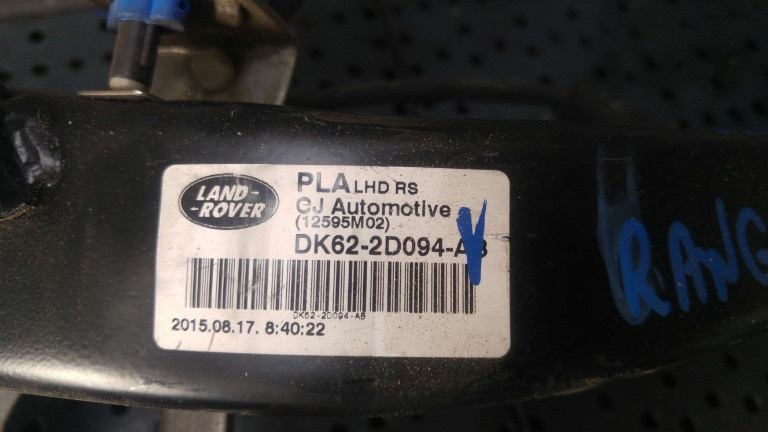 LAND-
-ROVER
PLA LHD RS
CJ Automotive
(12595M02)
DK62-2D094-AB
DK62-2D094-AB
2015.08.17. 8:40:22
RANG